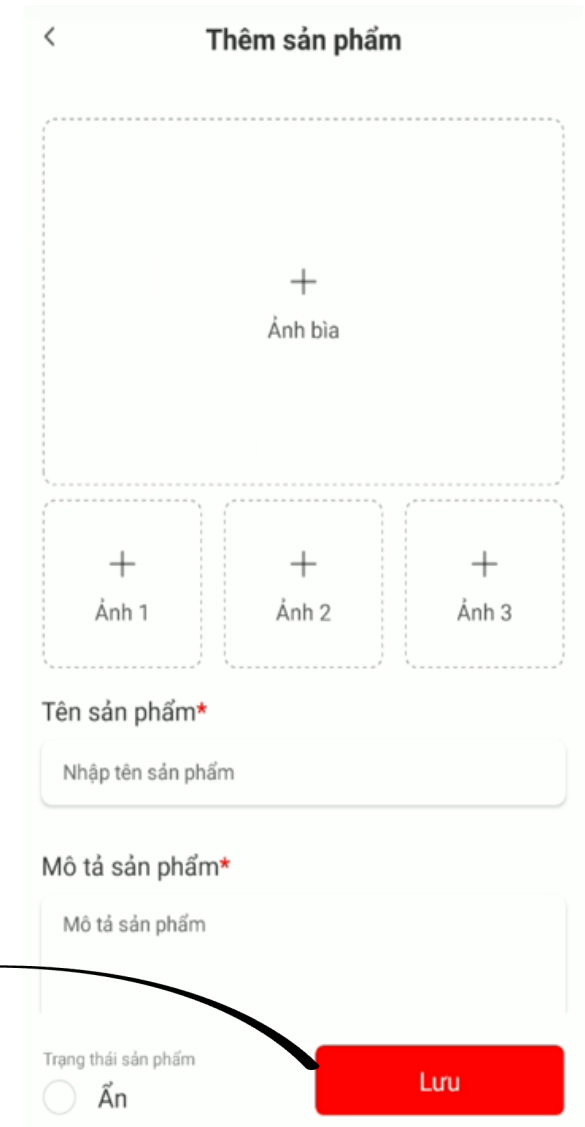 Thêm sản phẩm
Ảnh bìa
Ảnh 1
Ảnh 2
Ảnh 3
Tên sản phẩm*
Nhập tên sản phẩm
Mô tả sản phẩm*
Mô tả sản phẩm
Trạng thái sản phẩm
Ẩn
Lưu